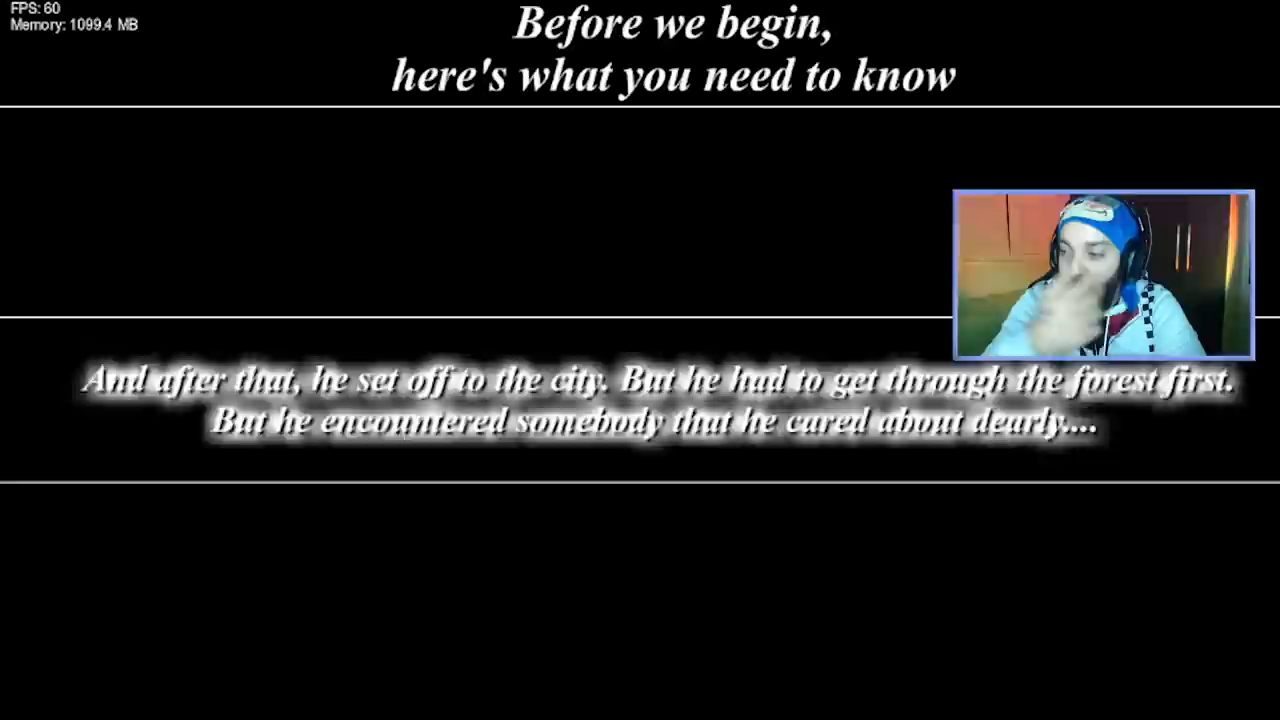 FPS: 60
Memory: 1099.4 MB
Before we begin,
here's what you need to know
And after that, he set off to the city. But he had to get through the forest first.
But he encountered somebody that he cared about dearly....